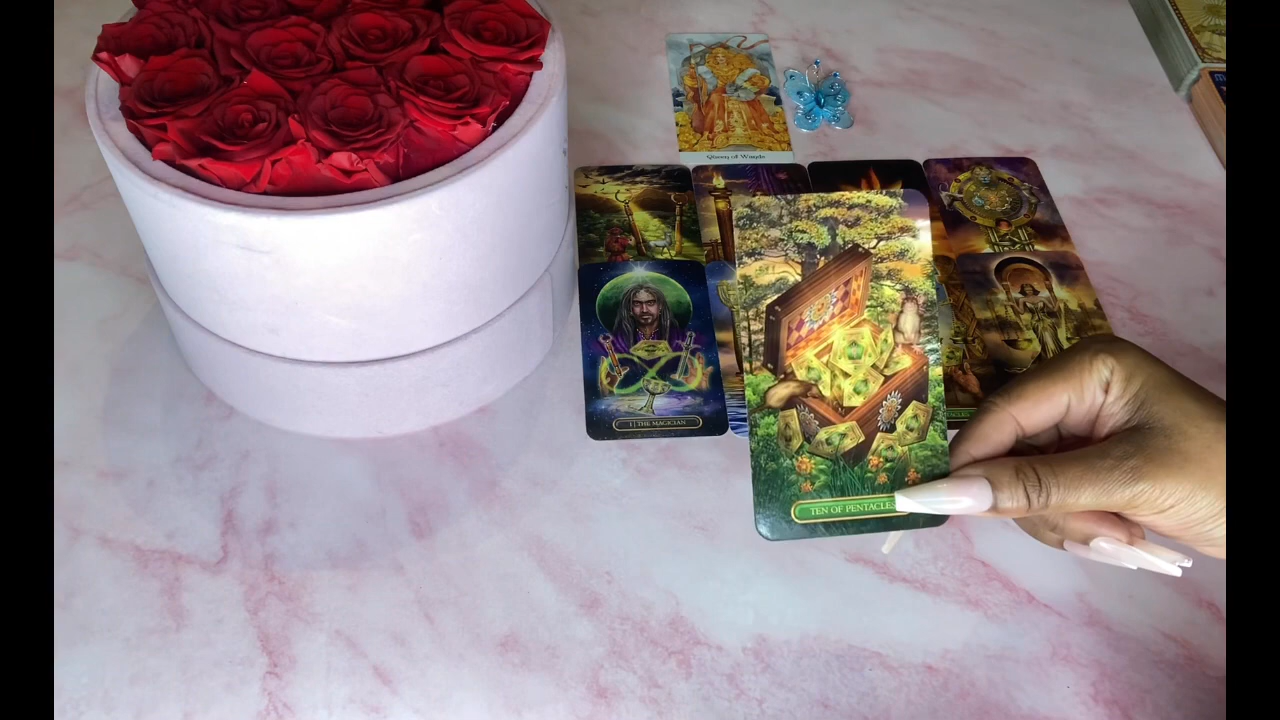 Queen of Wands
I THE MAGICIAN
TEN OF PENTACLES